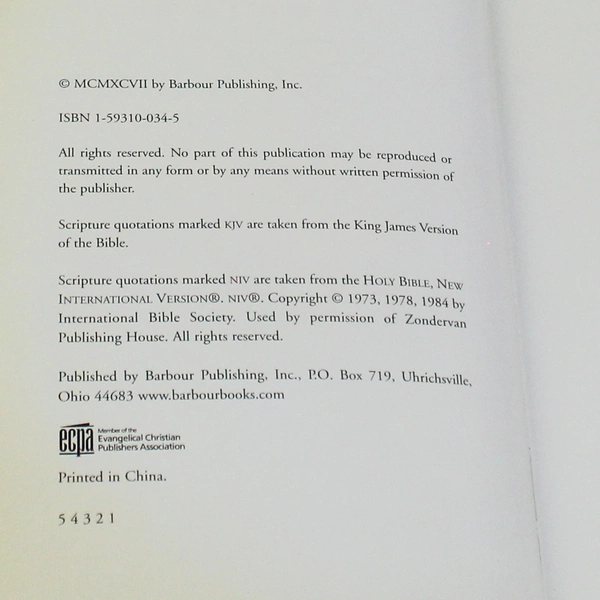 © MCMXCVII by Barbour Publishing, Inc.
ISBN 1-59310-034-5
All rights reserved. No part of this publication may be reproduced or
transmitted in any form or by any means without written permission of
the publisher.
Scripture quotations marked KJV are taken from the King James Version
of the Bible.
Scripture quotations marked NIV are taken from the HOLY BIBLE, NEW
INTERNATIONAL VERSION®. NIV®. Copyright © 1973, 1978, 1984 by
International Bible Society. Used by permission of Zondervan
Publishing House. All rights reserved.
Published by Barbour Publishing, Inc., P.O. Box 719, Uhrichsville,
Ohio 44683 www.barbourbooks.com
ecpa Member of the
Evangelical Christian
Publishers Association
Printed in China.
5 4 3 2 1